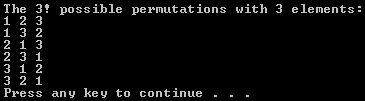 The 3! possible permutations with 3 elements:
1 2 3
1 3 2
2 1 3
2 3 1
3 1 2
3 2 1
Press any key to continue . . .